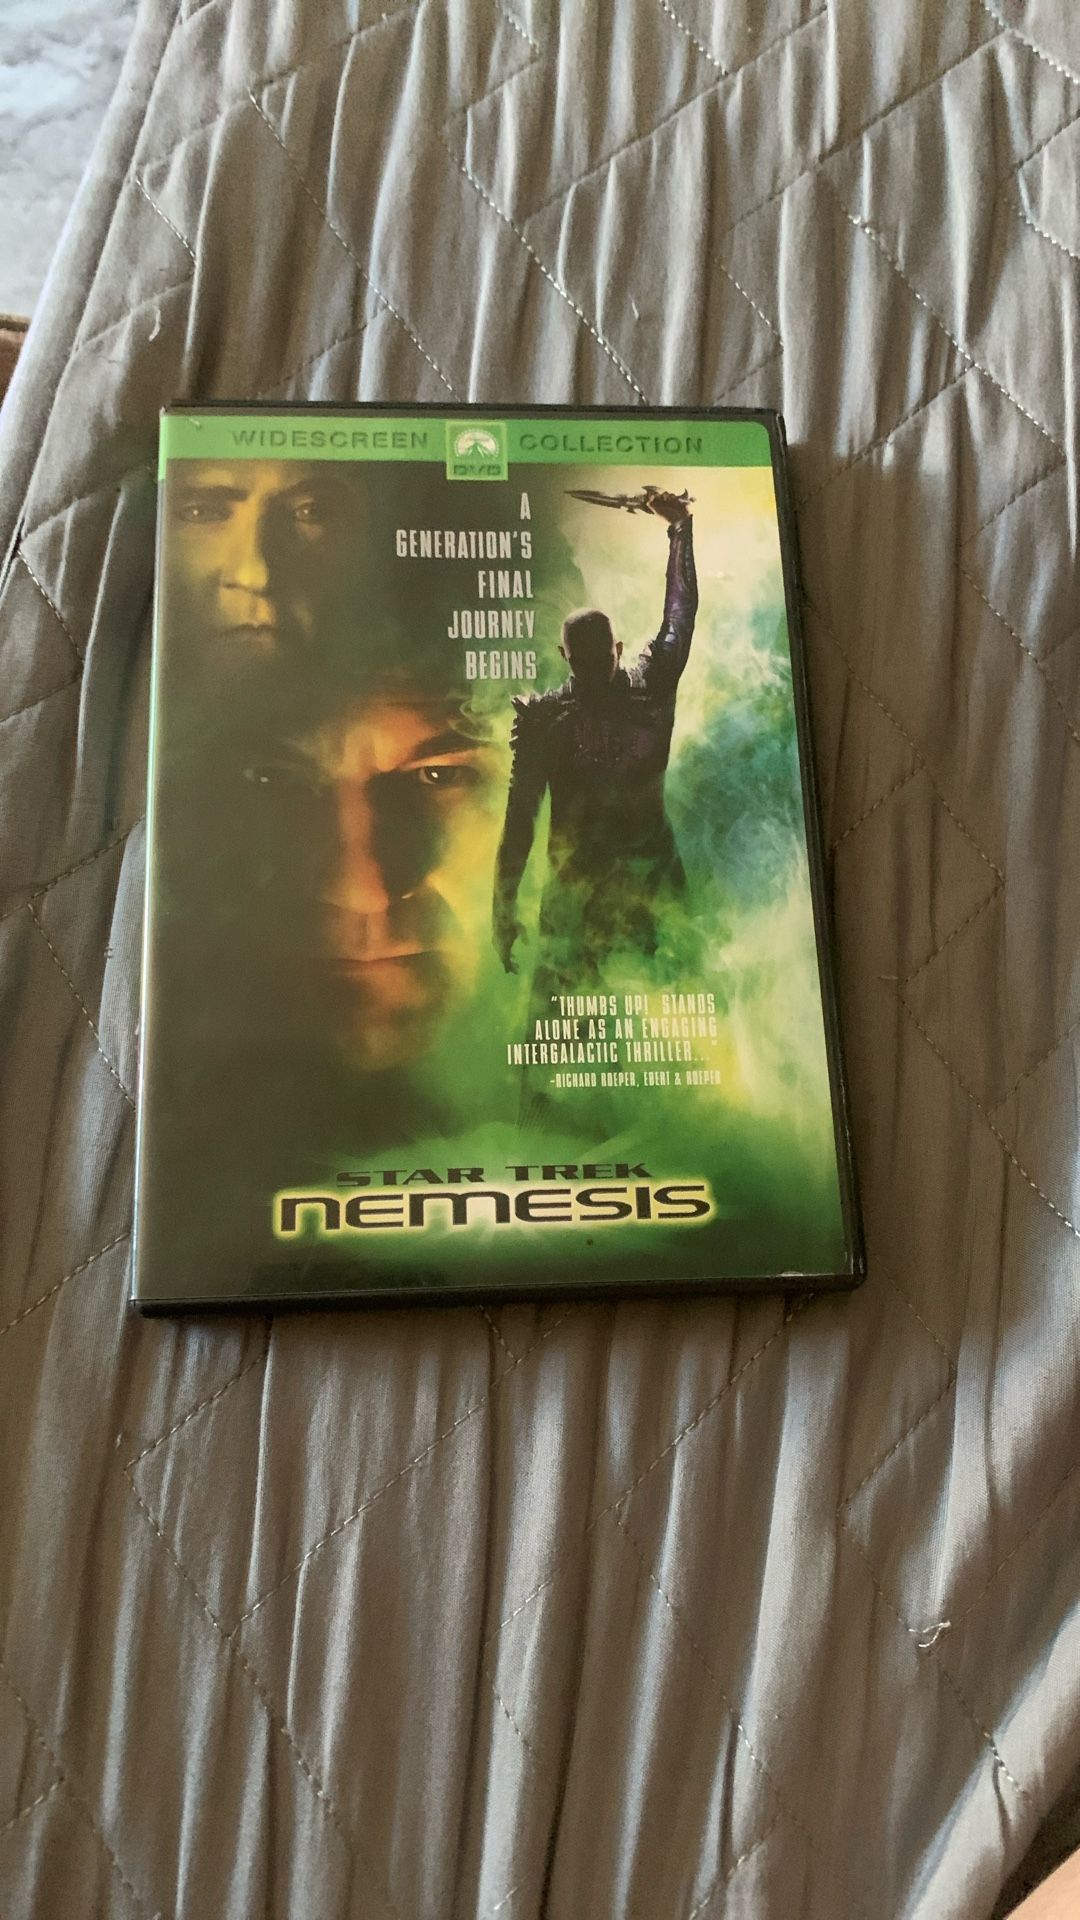 WIDESCREEN DVD COLLECTION
A
GENERATION'S
FINAL
JOURNEY
BEGINS
"THUMBS UP! STANDS
ALONE AS AN ENGAGING
INTERGALACTIC THRILLER..."
-RICHARD ROEPER, EBERT & ROEPER
STAR TREK
NEMESIS